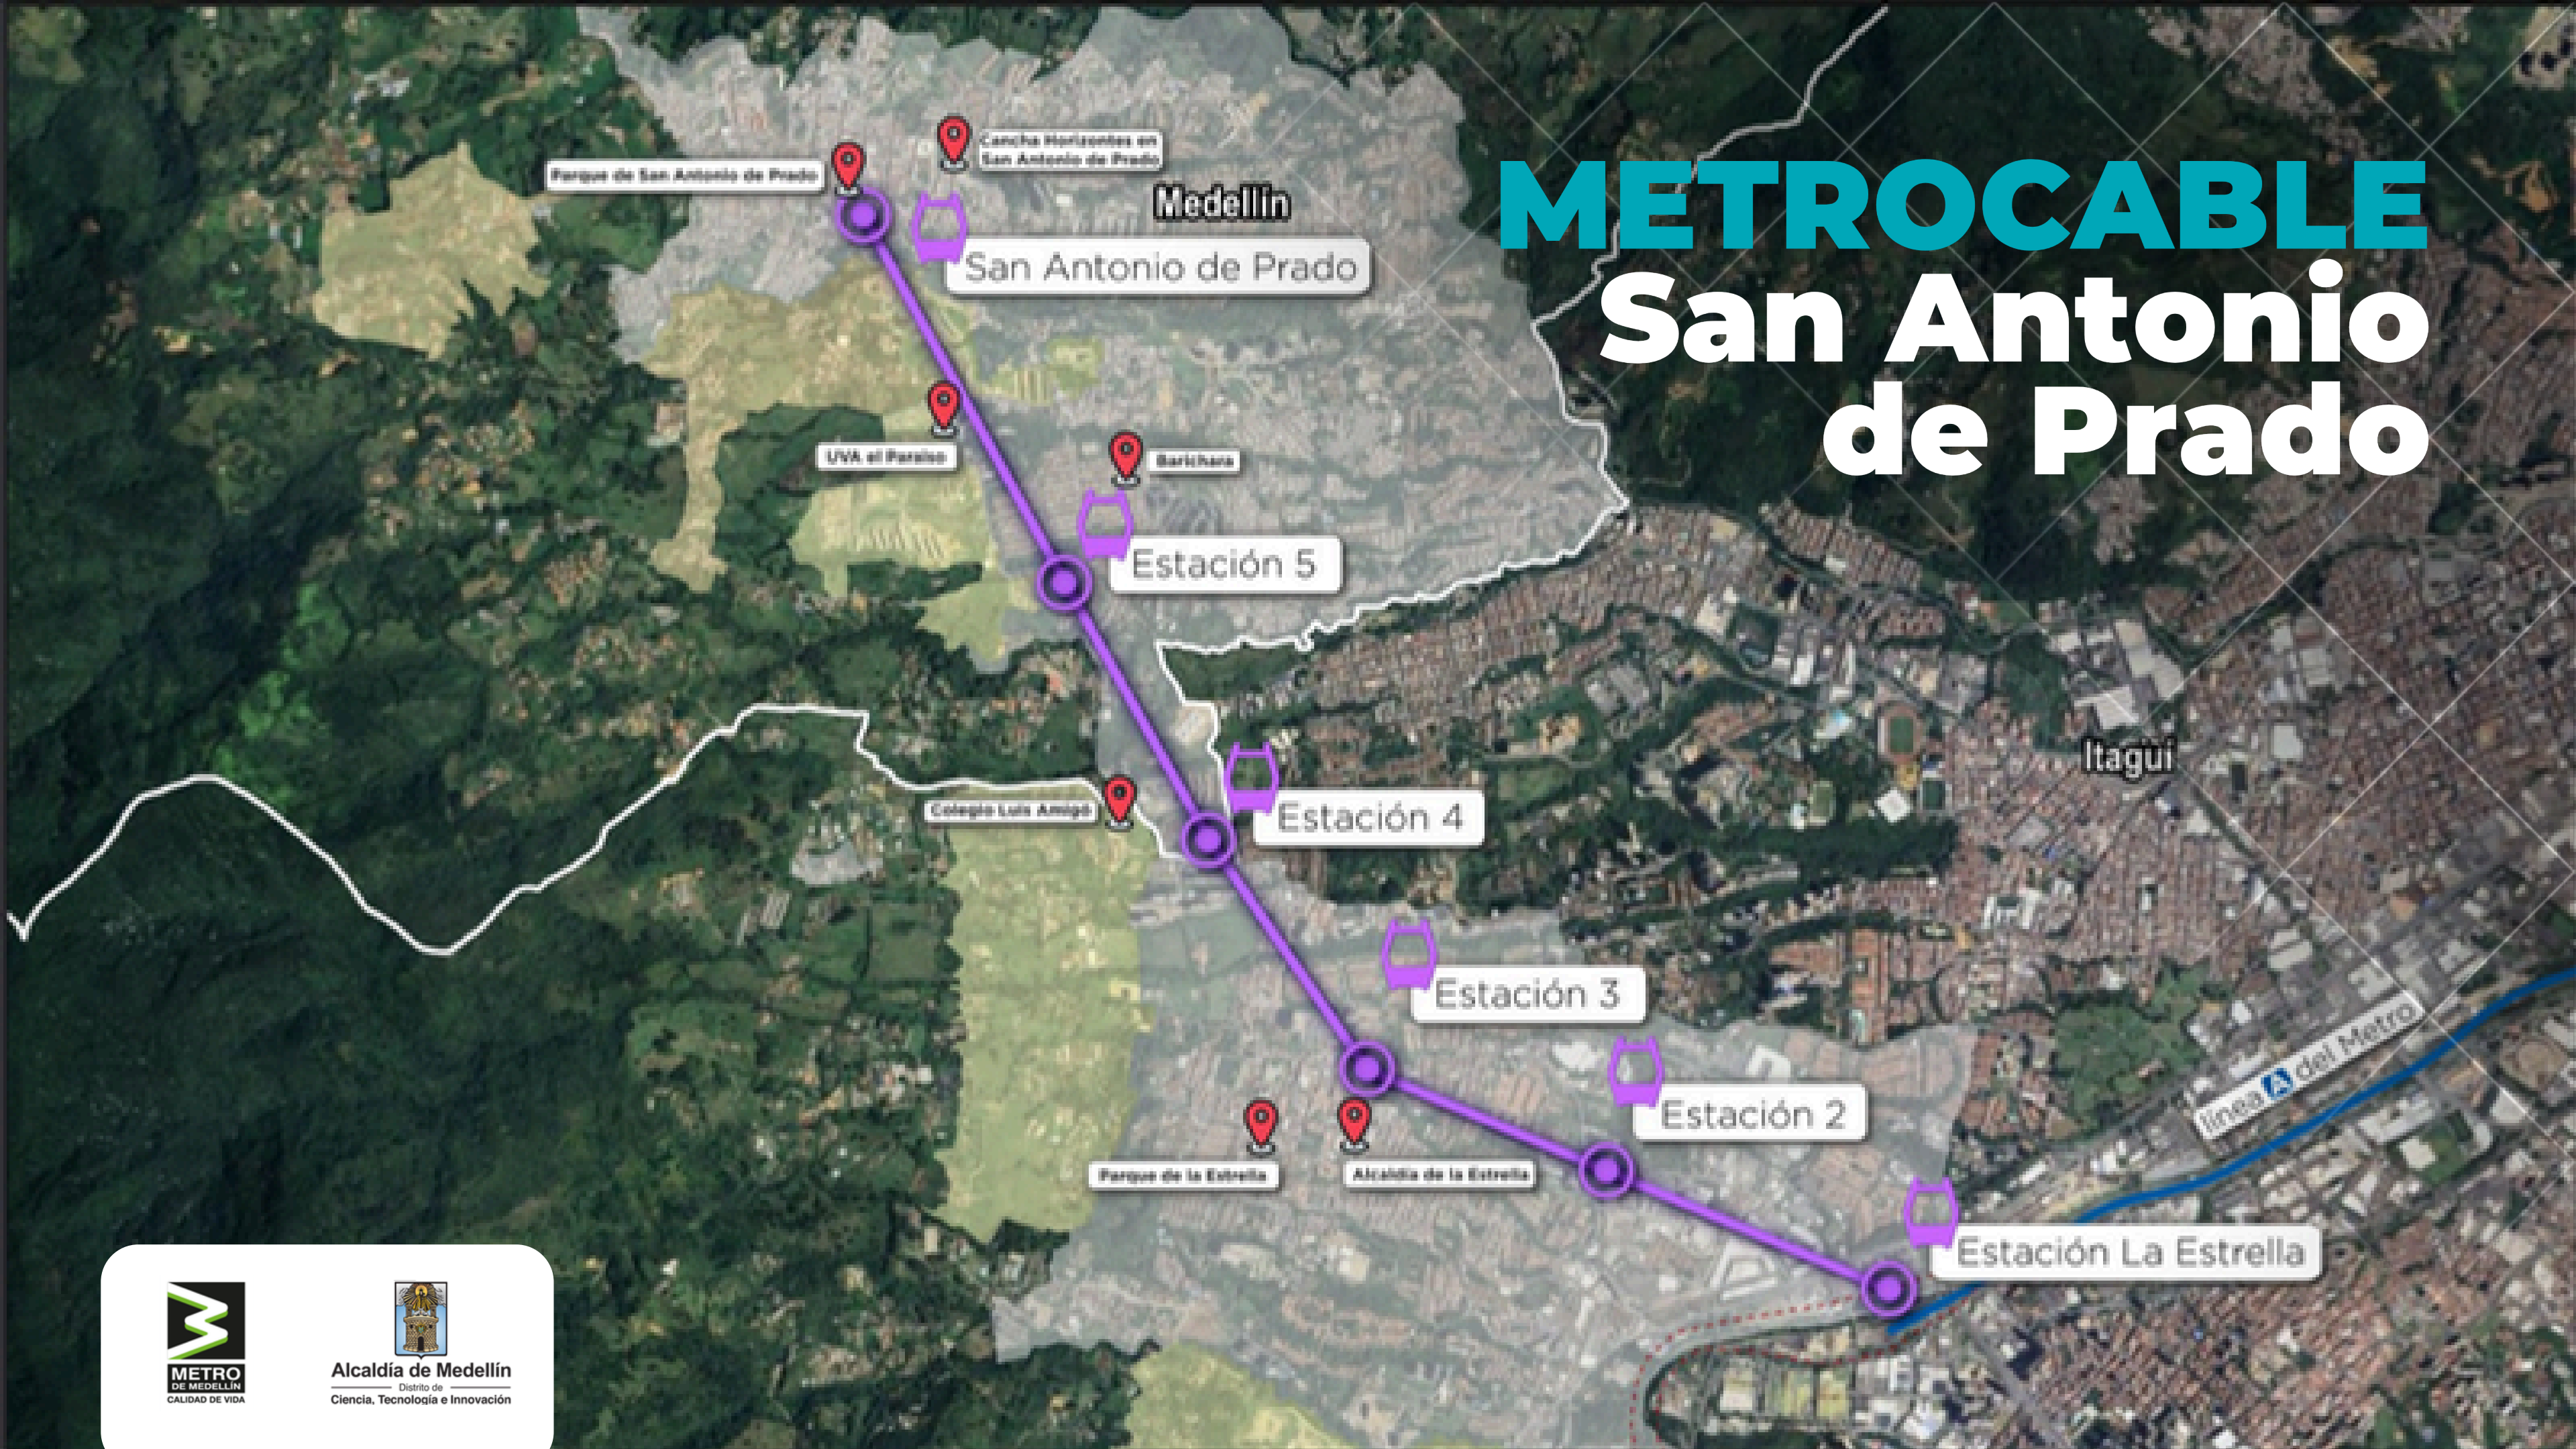 METROCABLE
San Antonio
de Prado
Cancha Horizontes en
San Antonio de Prado
Parque de San Antonio de Prado
Medellín
San Antonio de Prado
UVA el Paraíso
Barichara
Estación 5
Itagüí
Colegio Luis Amigó
Estación 4
Estación 3
línea A del Metro
Estación 2
Parque de la Estrella
Alcaldía de la Estrella
Estación La Estrella
METRO
DE MEDELLÍN
CALIDAD DE VIDA
Alcaldía de Medellín
Distrito de
Ciencia, Tecnología e Innovación